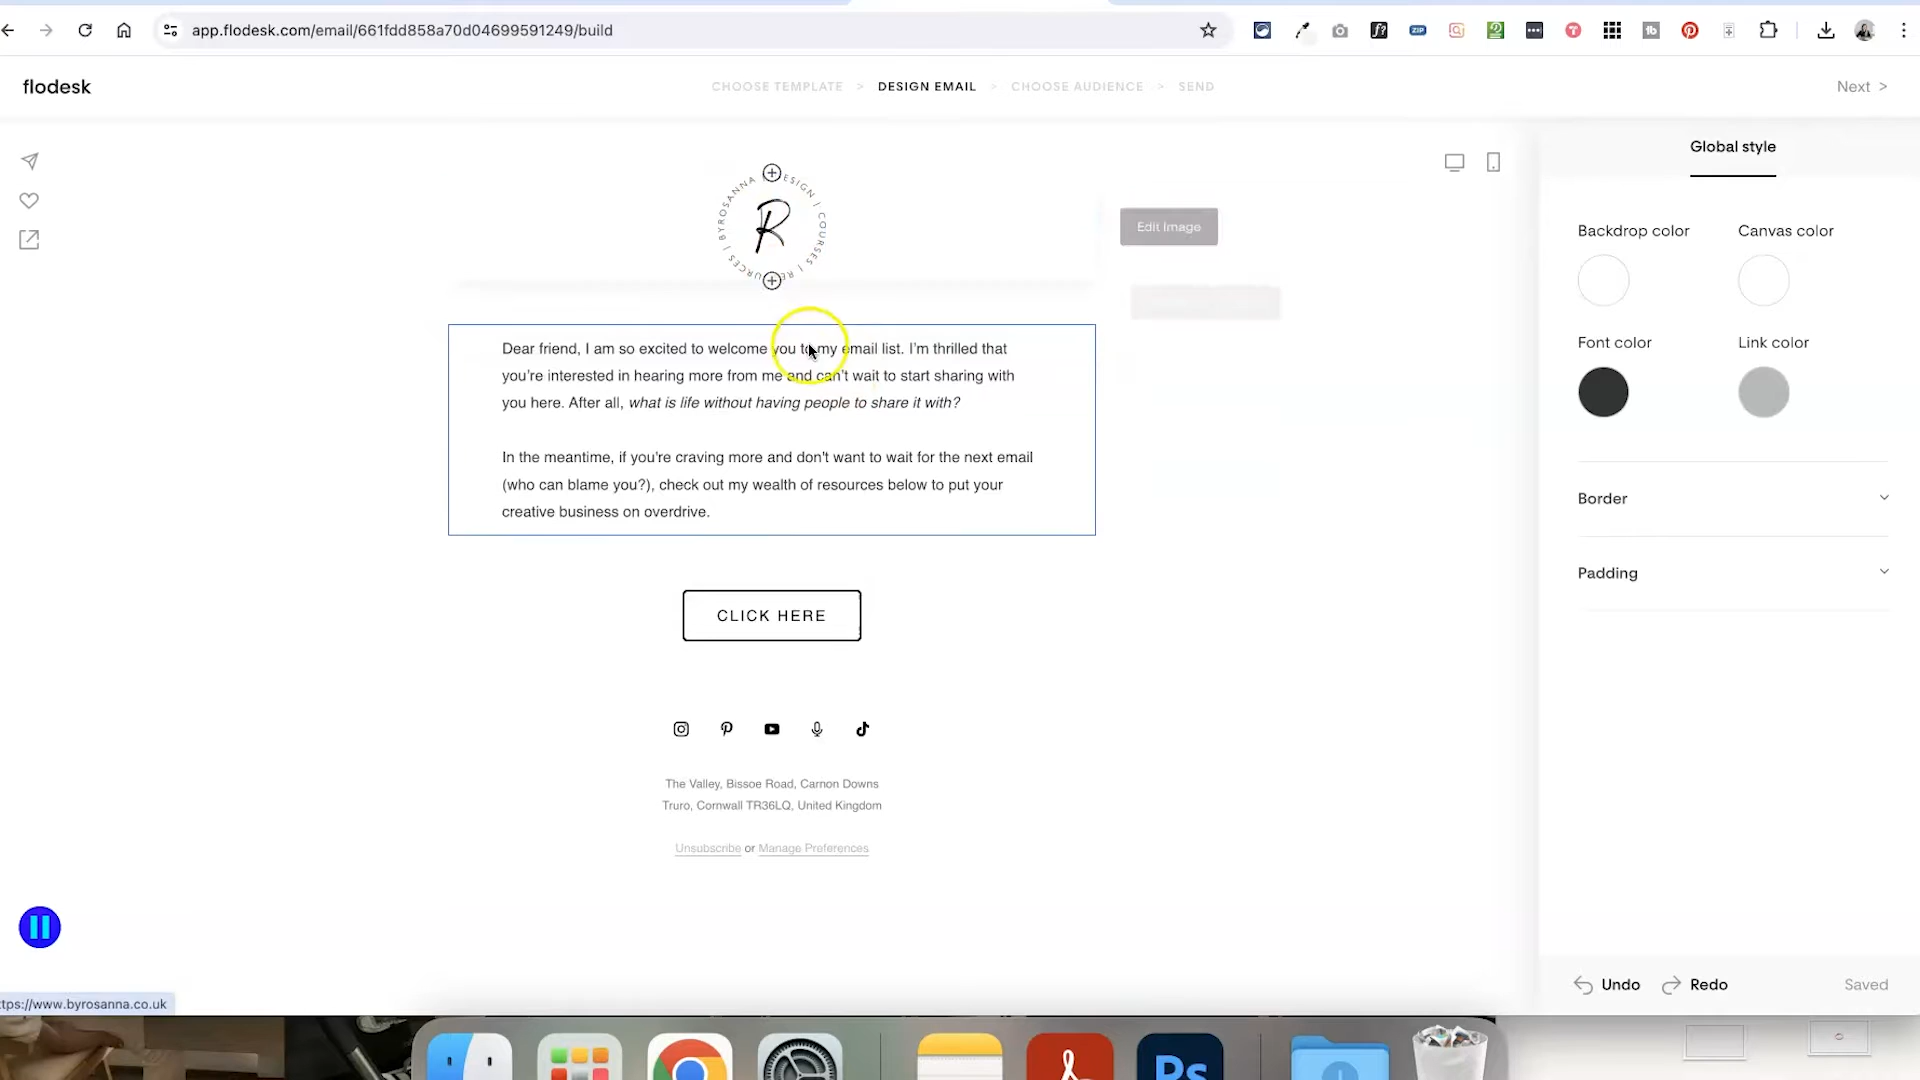 app.flodesk.com/email/661fdd858a70d04699591249/build
flodesk
CHOOSE TEMPLATE > DESIGN EMAIL > CHOOSE AUDIENCE > SEND
Next >
Global style
BYROSANNA | DESIGN | COURSES | RESOURCES |
R
Edit Image
Backdrop color
Canvas color
Font color
Link color
Border
Padding
Dear friend, I am so excited to welcome you to my email list. I'm thrilled that
you're interested in hearing more from me and can't wait to start sharing with
you here. After all, what is life without having people to share it with?
In the meantime, if you're craving more and don't want to wait for the next email
(who can blame you?), check out my wealth of resources below to put your
creative business on overdrive.
CLICK HERE
The Valley, Bissoe Road, Carnon Downs
Truro, Cornwall TR36LQ, United Kingdom
Unsubscribe or Manage Preferences
Undo
Redo
Saved
ttps://www.byrosanna.co.uk
Ps